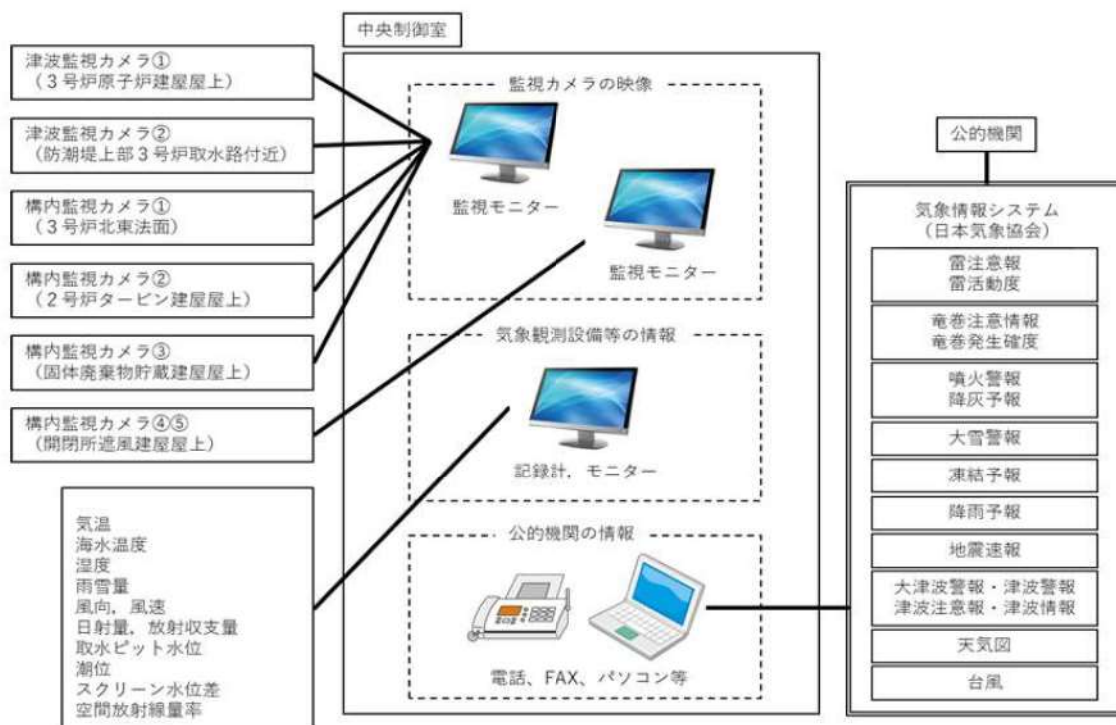 中央制御室
津波監視カメラ①
(3号炉原子炉建屋屋上)
津波監視カメラ②
(防潮堤上部3号炉取水路付近)
構内監視カメラ①
(3号炉北東法面)
構内監視カメラ②
(2号炉タービン建屋屋上)
構内監視カメラ③
(固体廃棄物貯蔵建屋屋上)
構内監視カメラ④⑤
(開閉所遮風建屋屋上)
気温
海水温度
湿度
雨雪量
風向,風速
日射量,放射収支量
取水ピット水位
潮位
スクリーン水位差
空間放射線量率
監視カメラの映像
監視モニター
監視モニター
気象観測設備等の情報
記録計,モニター
公的機関の情報
電話、FAX、パソコン等
公的機関
気象情報システム
(日本気象協会)
雷注意報
雷活動度
竜巻注意情報
竜巻発生確度
噴火警報
降灰予報
大雪警報
凍結予報
降雨予報
地震速報
大津波警報・津波警報
津波注意報・津波情報
天気図
台風